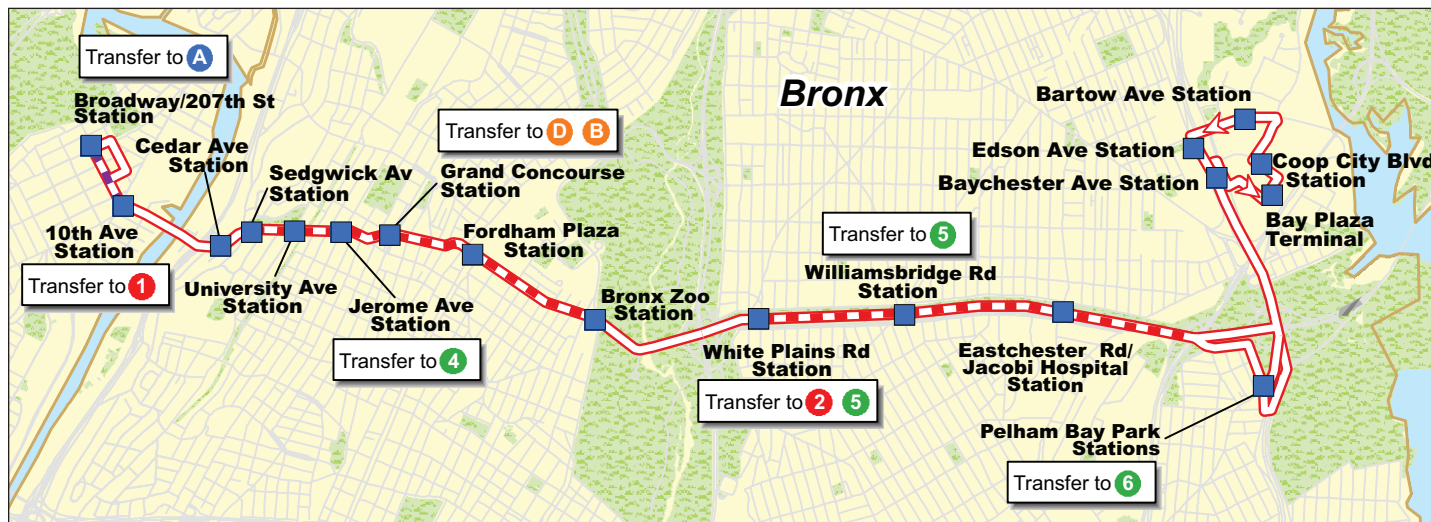 Transfer to A
Broadway/207th St
Station
Cedar Ave
Station
Sedgwick Av
Station
Transfer to D B
Grand Concourse
Station
Bronx
Bartow Ave Station
Edson Ave Station
Coop City Blvd
Station
Baychester Ave Station
Bay Plaza
Terminal
10th Ave
Station
Transfer to 1
University Ave
Station
Jerome Ave
Station
Transfer to 4
Fordham Plaza
Station
Bronx Zoo
Station
Transfer to 5
Williamsbridge Rd
Station
White Plains Rd
Station
Transfer to 2 5
Eastchester Rd/
Jacobi Hospital
Station
Pelham Bay Park
Stations
Transfer to 6